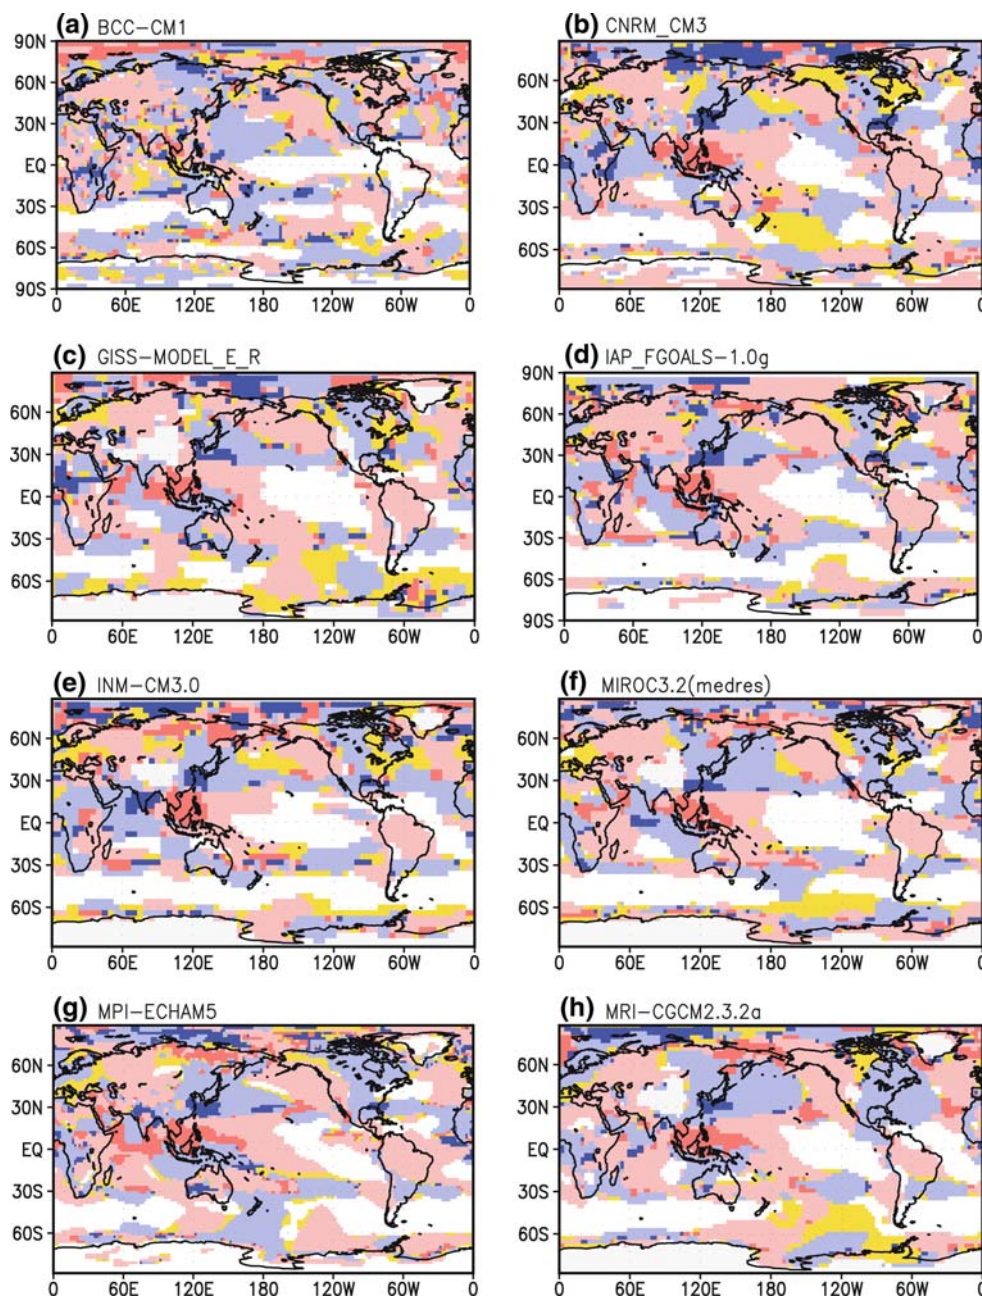 (a) BCC-CM1
(b) CNRM_CM3
90N
60N
30N
EQ
30S
60S
90S
0 60E 120E 180 120W 60W 0
60N
30N
EQ
30S
60S
0 60E 120E 180 120W 60W 0
(c) GISS-MODEL_E_R
(d) IAP_FGOALS-1.0g
60N
30N
EQ
30S
60S
0 60E 120E 180 120W 60W 0
90N
60N
30N
EQ
30S
60S
90S
0 60E 120E 180 120W 60W 0
(e) INM-CM3.0
(f) MIROC3.2(medres)
60N
30N
EQ
30S
60S
0 60E 120E 180 120W 60W 0
60N
30N
EQ
30S
60S
0 60E 120E 180 120W 60W 0
(g) MPI-ECHAM5
(h) MRI-CGCM2.3.2a
60N
30N
EQ
30S
60S
0 60E 120E 180 120W 60W 0
60N
30N
EQ
30S
60S
0 60E 120E 180 120W 60W 0